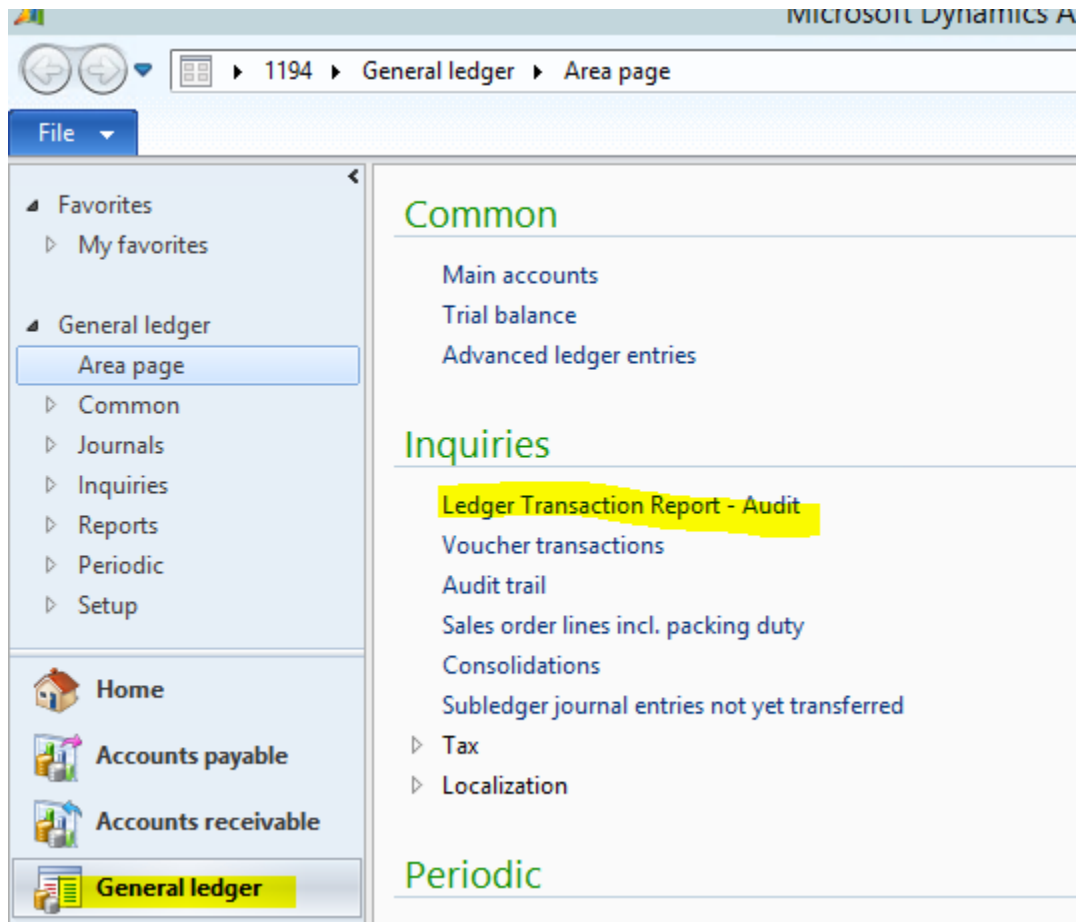 Microsoft Dynamics A
1194 General ledger Area page
File
Favorites
My favorites
General ledger
Area page
Common
Journals
Inquiries
Reports
Periodic
Setup
Home
Accounts payable
Accounts receivable
General ledger
Common
Main accounts
Trial balance
Advanced ledger entries
Inquiries
Ledger Transaction Report - Audit
Voucher transactions
Audit trail
Sales order lines incl. packing duty
Consolidations
Subledger journal entries not yet transferred
Tax
Localization
Periodic